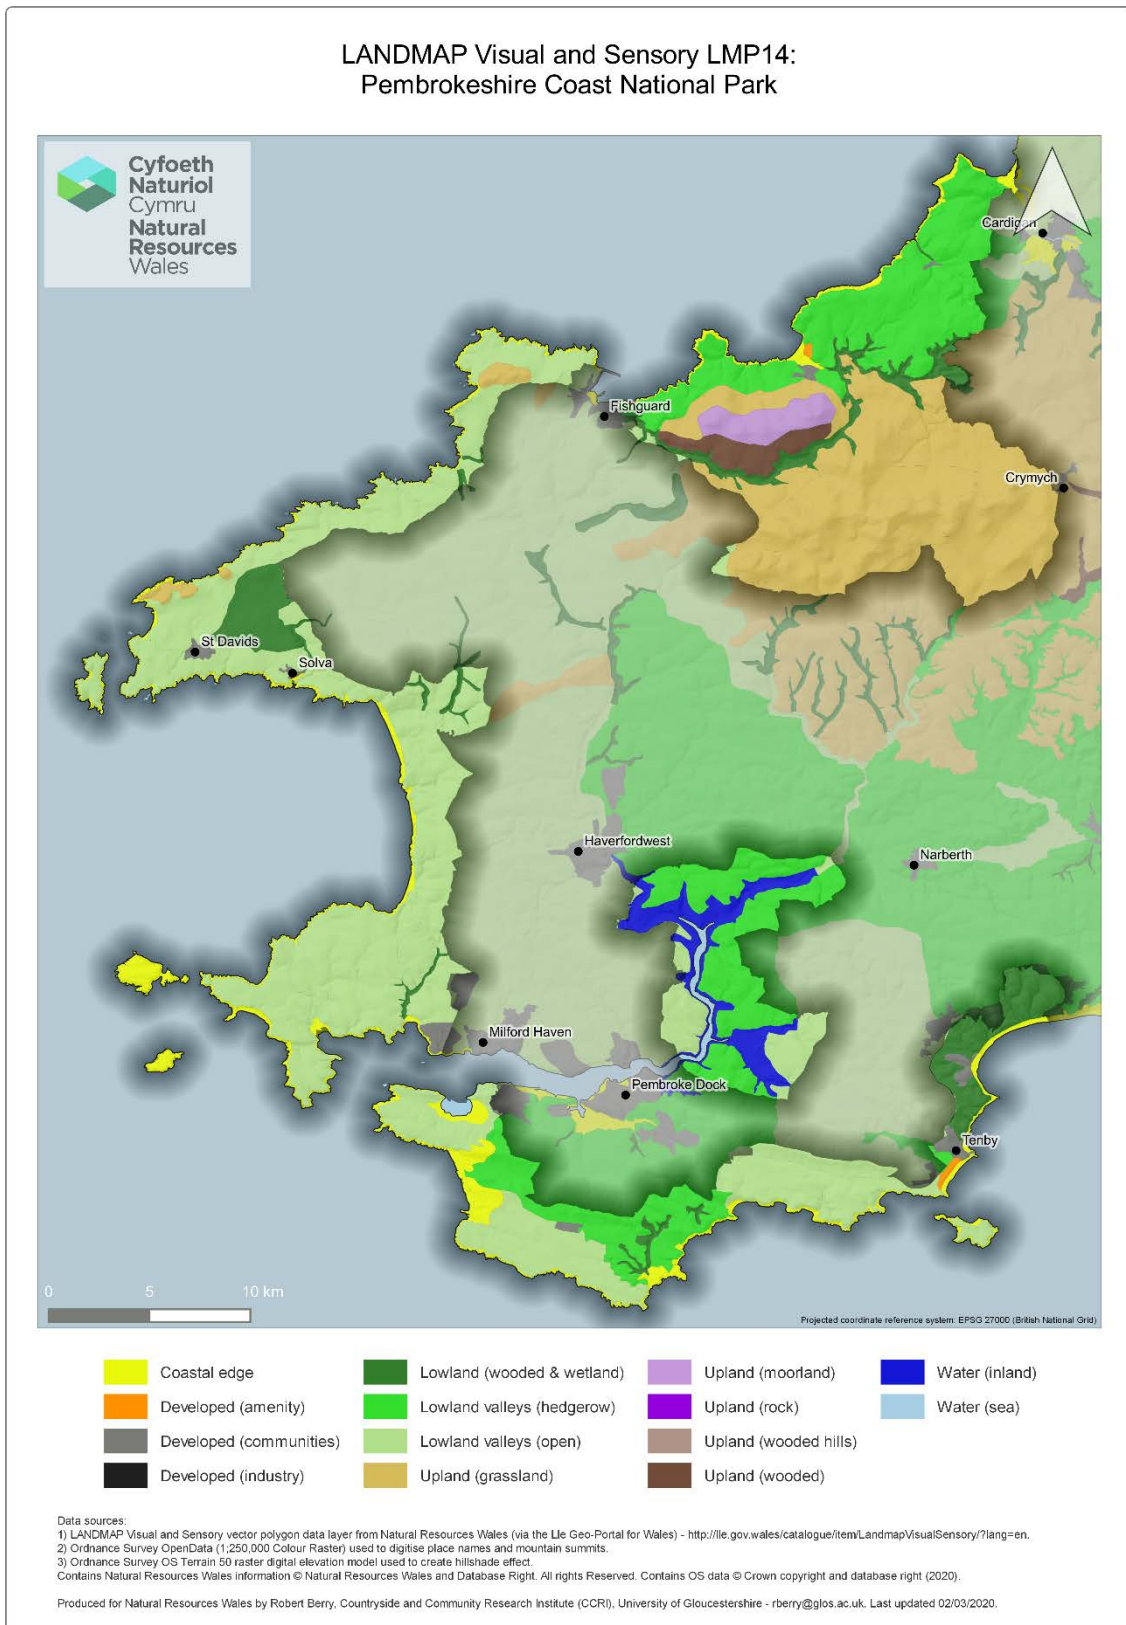 LANDMAP Visual and Sensory LMP14:
Pembrokeshire Coast National Park
Cyfoeth
Naturiol
Cymru
Natural
Resources
Wales
Cardigan
Fishguard
Crymych
St Davids
Solva
Haverfordwest
Narberth
Milford Haven
Pembroke Dock
Tenby
0 5 10 km
Projected coordinate reference system: EPSG 27000 (British National Grid)
Coastal edge
Developed (amenity)
Developed (communities)
Developed (industry)
Lowland (wooded & wetland)
Lowland valleys (hedgerow)
Lowland valleys (open)
Upland (grassland)
Upland (moorland)
Upland (rock)
Upland (wooded hills)
Upland (wooded)
Water (inland)
Water (sea)
Data sources:
1) LANDMAP Visual and Sensory vector polygon data layer from Natural Resources Wales (via the Lle Geo-Portal for Wales) - http://lle.gov.wales/catalogue/item/LandmapVisualSensory/?lang=en.
2) Ordnance Survey OpenData (1;250,000 Colour Raster) used to digitise place names and mountain summits.
3) Ordnance Survey OS Terrain 50 raster digital elevation model used to create hillshade effect.
Contains Natural Resources Wales information © Natural Resources Wales and Database Right. All rights Reserved. Contains OS data © Crown copyright and database right (2020).
Produced for Natural Resources Wales by Robert Berry, Countryside and Community Research Institute (CCRI), University of Gloucestershire - rberry@glos.ac.uk. Last updated 02/03/2020.